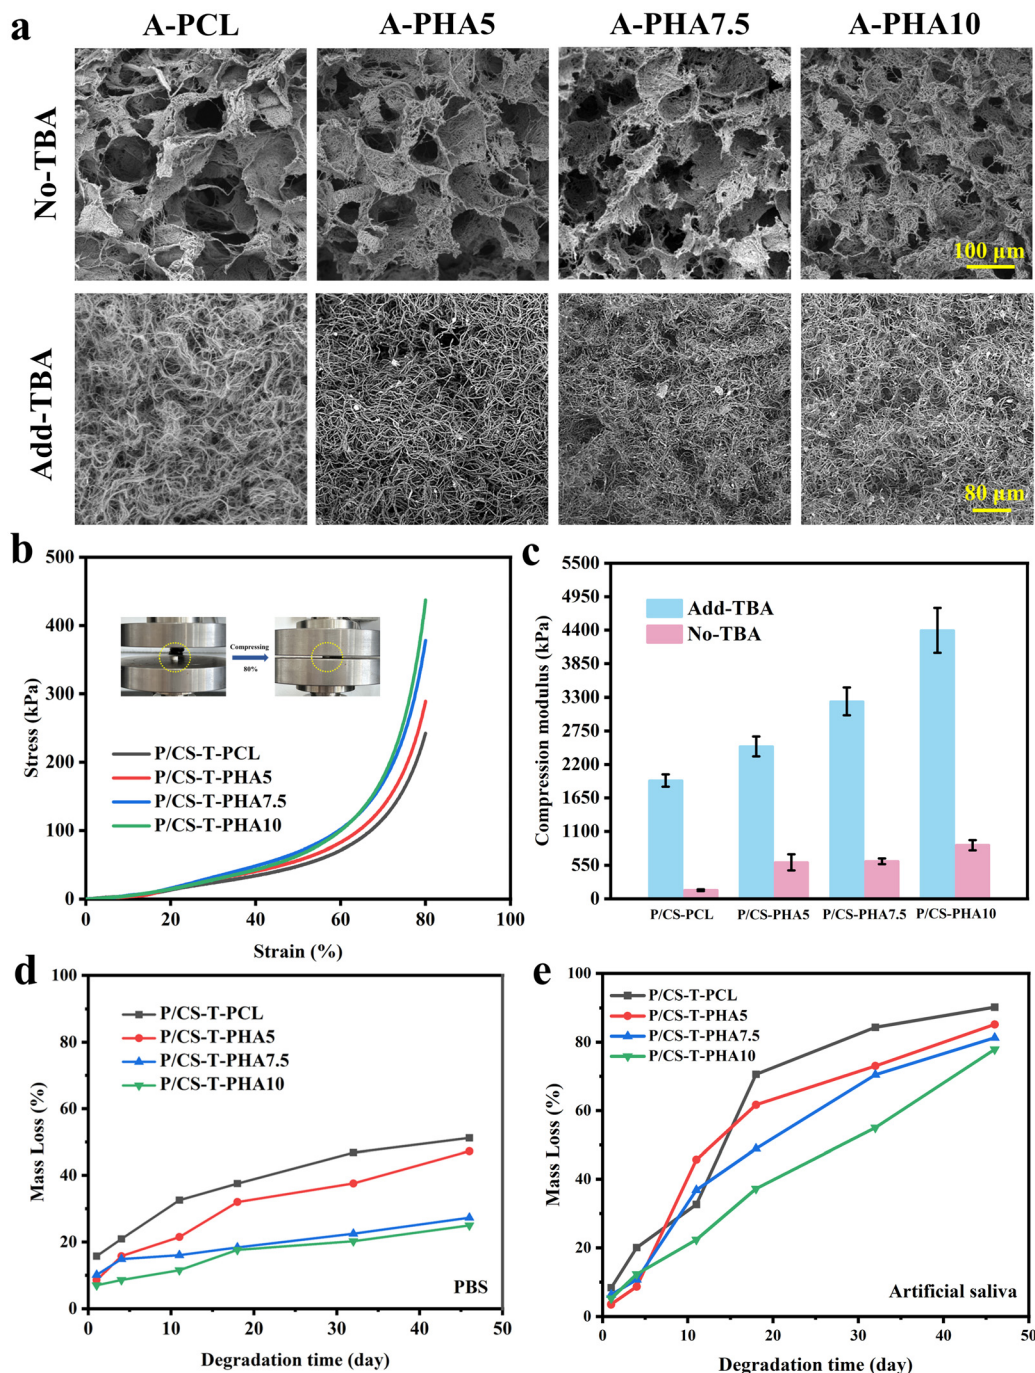 a
A-PCL A-PHA5 A-PHA7.5 A-PHA10
No-TBA
100 μm
Add-TBA
80 μm
b
500
400
300
200
100
0
Stress (kPa)
Compressing
80%
P/CS-T-PCL
P/CS-T-PHA5
P/CS-T-PHA7.5
P/CS-T-PHA10
0 20 40 60 80 100
Strain (%)
c
5500
4950
4400
3850
3300
2750
2200
1650
1100
550
0
Compression modulus (kPa)
Add-TBA
No-TBA
P/CS-PCL P/CS-PHA5 P/CS-PHA7.5 P/CS-PHA10
d
100
80
60
40
20
0
Mass Loss (%)
P/CS-T-PCL
P/CS-T-PHA5
P/CS-T-PHA7.5
P/CS-T-PHA10
PBS
0 10 20 30 40 50
Degradation time (day)
e
100
80
60
40
20
0
Mass Loss (%)
P/CS-T-PCL
P/CS-T-PHA5
P/CS-T-PHA7.5
P/CS-T-PHA10
Artificial saliva
0 10 20 30 40 50
Degradation time (day)